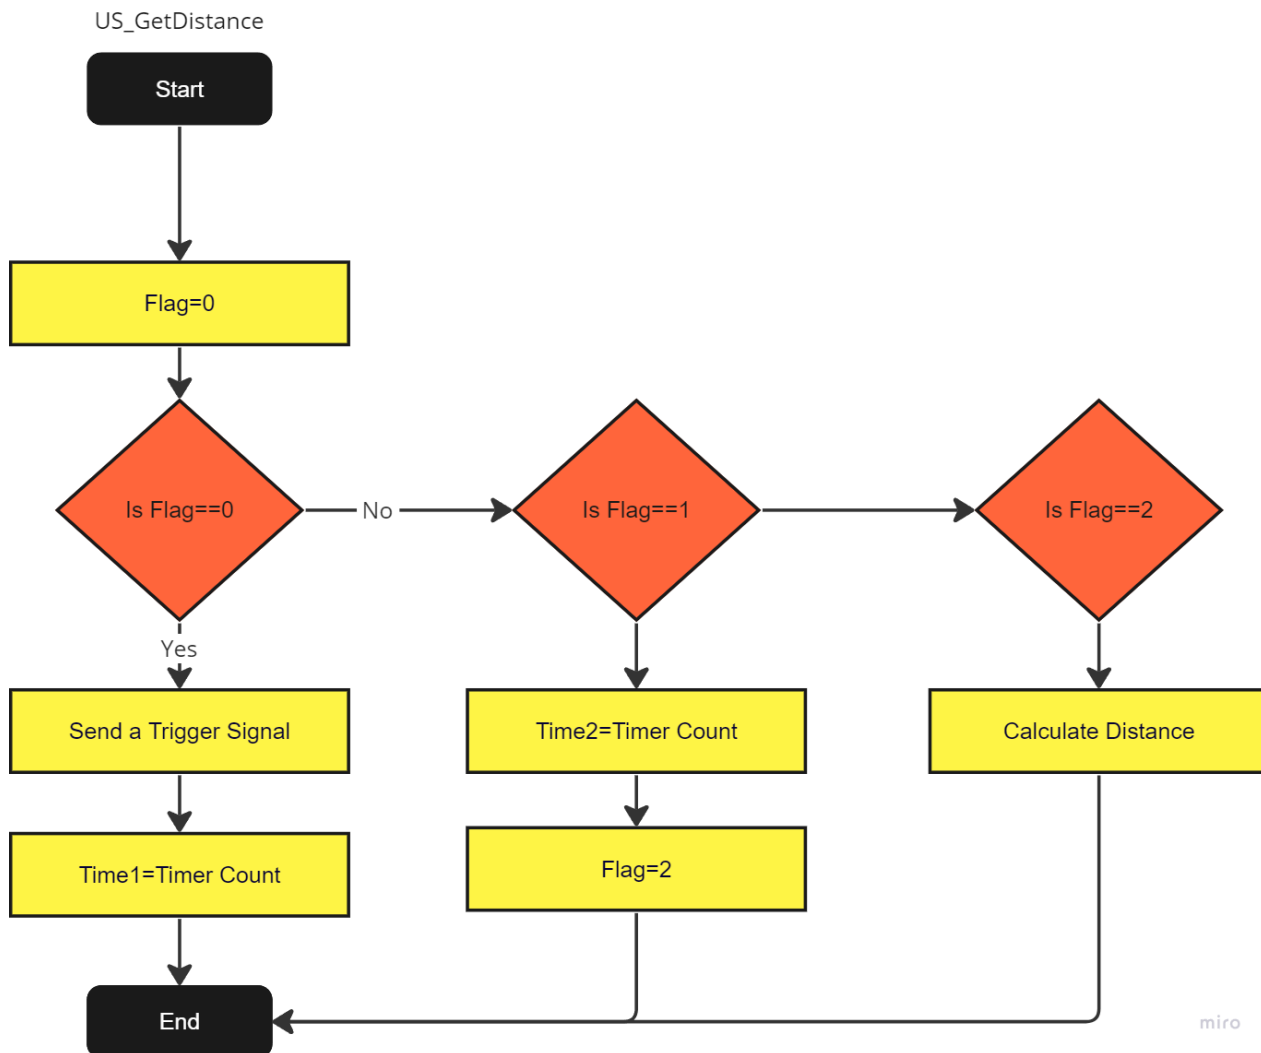 US_GetDistance
Start
Flag=0
Is Flag==0
No
Is Flag==1
Is Flag==2
Yes
Send a Trigger Signal
Time2=Timer Count
Calculate Distance
Time1=Timer Count
Flag=2
End
miro